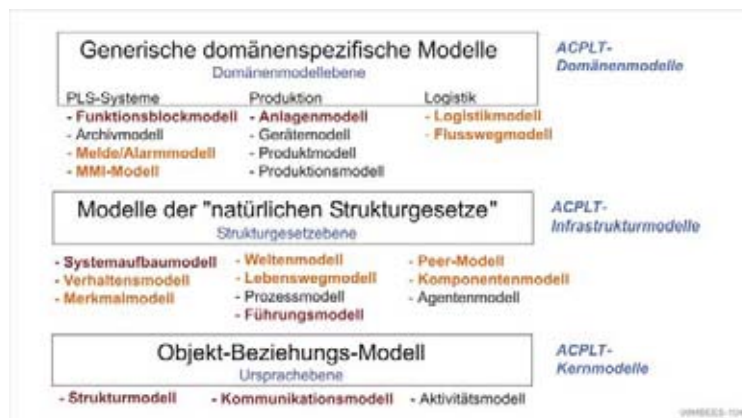 Generische domänenspezifische Modelle
Domänenmodellebene
ACPLT-
Domänenmodelle
PLS-Systeme Produktion Logistik
- Funktionsblockmodell - Anlagenmodell - Logistikmodell
- Archivmodell - Gerätemodell - Flusswegmodell
- Melde/Alarmmodell - Produktmodell
- MMI-Modell - Produktionsmodell
Modelle der "natürlichen Strukturgesetze"
Strukturgesetzebene
ACPLT-
Infrastrukturmodelle
- Systemaufbaumodell - Weltenmodell - Peer-Modell
- Verhaltensmodell - Lebenswegmodell - Komponentenmodell
- Merkmalmodell - Prozessmodell - Agentenmodell
- Führungsmodell
Objekt-Beziehungs-Modell
Ursprachebene
ACPLT-
Kernmodelle
- Strukturmodell - Kommunikationsmodell - Aktivitätsmodell